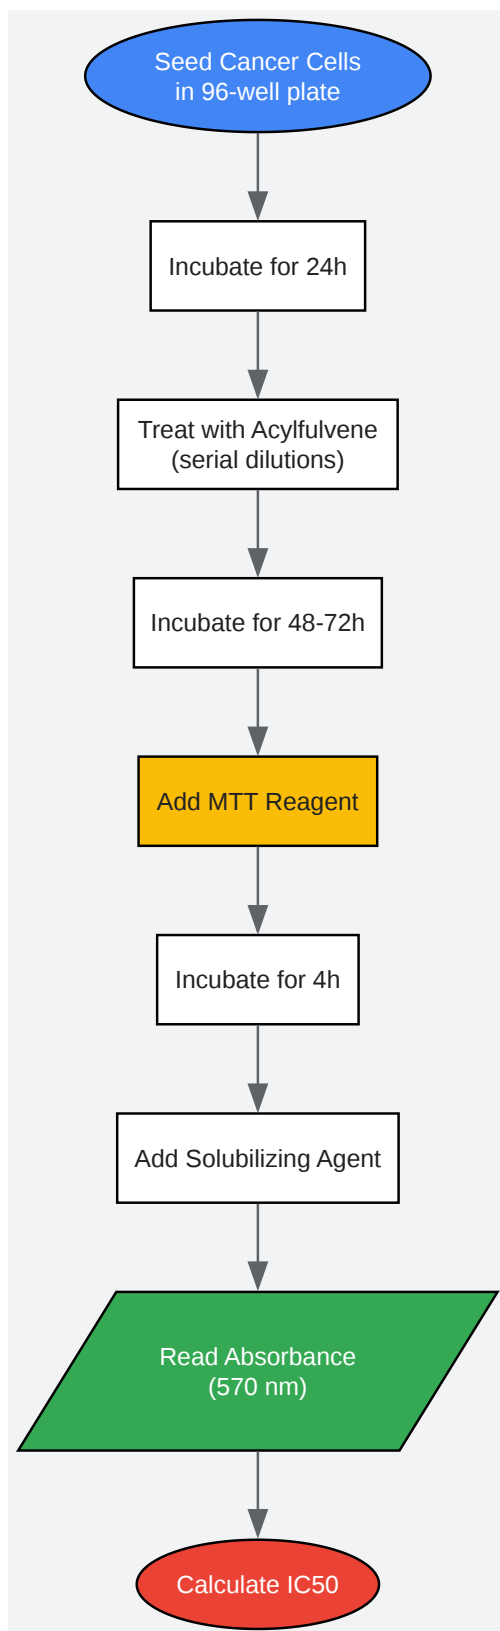 Seed Cancer Cells
in 96-well plate
Incubate for 24h
Treat with Acylfulvene
(serial dilutions)
Incubate for 48-72h
Add MTT Reagent
Incubate for 4h
Add Solubilizing Agent
Read Absorbance
(570 nm)
Calculate IC50